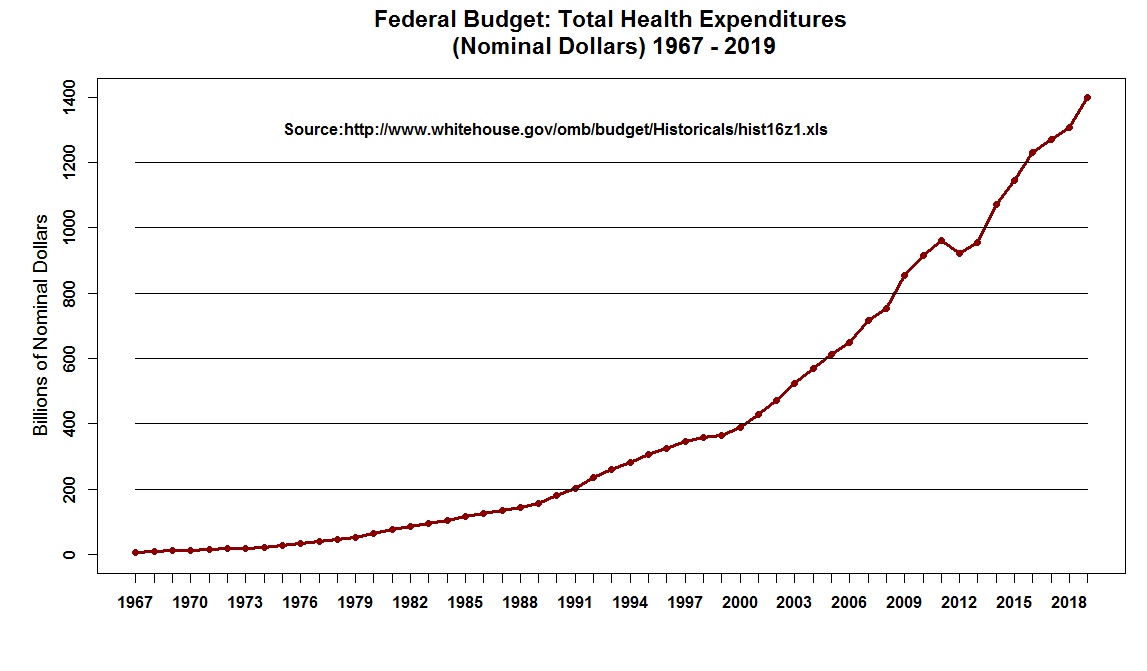 Federal Budget: Total Health Expenditures
(Nominal Dollars) 1967 - 2019
Source:http://www.whitehouse.gov/omb/budget/Historicals/hist16z1.xls
Billions of Nominal Dollars
1400
1200
1000
800
600
400
200
0
1967 1970 1973 1976 1979 1982 1985 1988 1991 1994 1997 2000 2003 2006 2009 2012 2015 2018